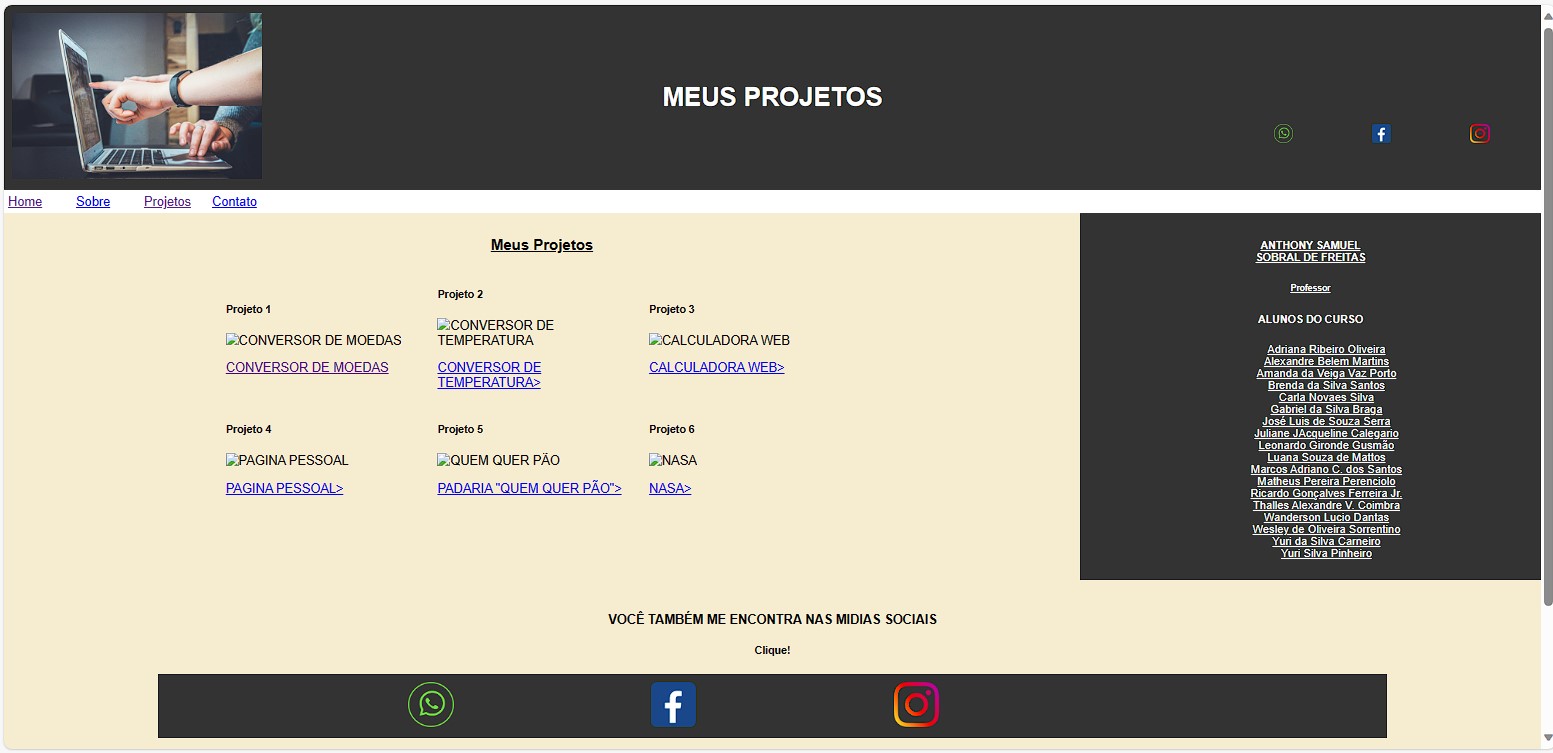 MEUS PROJETOS
Home Sobre Projetos Contato
Meus Projetos
Projeto 1
CONVERSOR DE MOEDAS
CONVERSOR DE MOEDAS
Projeto 2
CONVERSOR DE
TEMPERATURA
CONVERSOR DE
TEMPERATURA>
Projeto 3
CALCULADORA WEB
CALCULADORA WEB>
Projeto 4
PAGINA PESSOAL
PAGINA PESSOAL>
Projeto 5
QUEM QUER PÄO
PADARIA "QUEM QUER PÃO">
Projeto 6
NASA
NASA>
ANTHONY SAMUEL
SOBRAL DE FREITAS
Professor
ALUNOS DO CURSO
Adriana Ribeiro Oliveira
Alexandre Belem Martins
Amanda da Veiga Vaz Porto
Brenda da Silva Santos
Carla Novaes Silva
Gabriel da Silva Braga
José Luis de Souza Serra
Juliane JAcqueline Calegario
Leonardo Gironde Gusmão
Luana Souza de Mattos
Marcos Adriano C. dos Santos
Matheus Pereira Perenciolo
Ricardo Gonçalves Ferreira Jr.
Thalles Alexandre V. Coimbra
Wanderson Lucio Dantas
Wesley de Oliveira Sorrentino
Yuri da Silva Carneiro
Yuri Silva Pinheiro
VOCÊ TAMBÉM ME ENCONTRA NAS MIDIAS SOCIAIS
Clique!